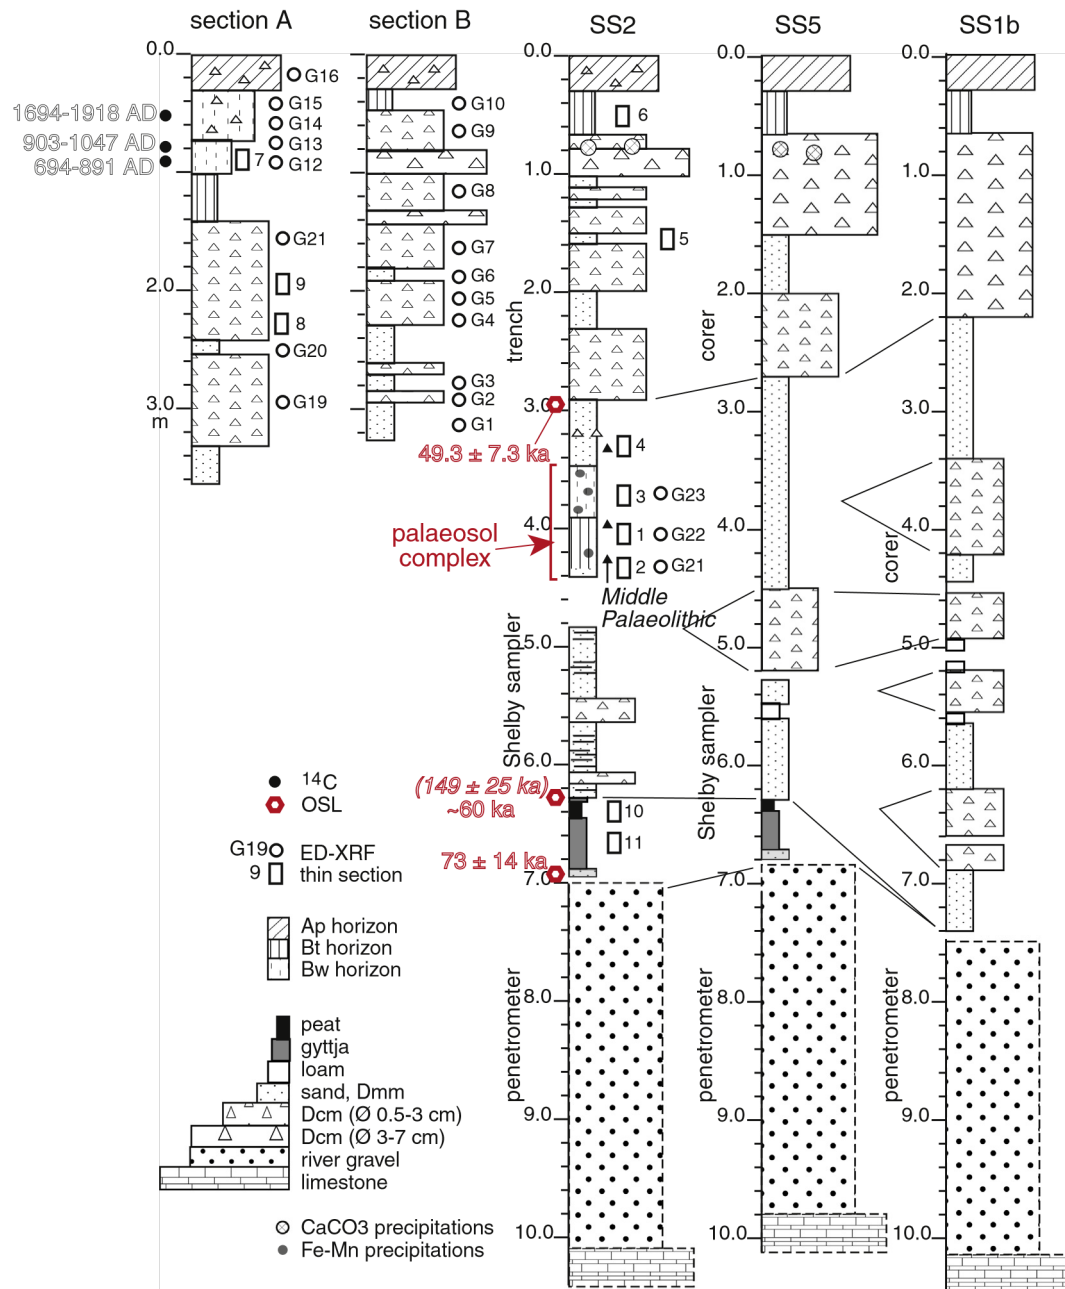 section A
section B
SS2
SS5
SS1b
0.0
0.0
0.0
0.0
G16
G15
G14
G13
G12
G10
G9
G8
G7
G6
G5
G4
G3
G2
G1
1694-1918 AD
903-1047 AD
694-891 AD
7
G21
9
8
G20
G19
2.0
3.0
m
6
5
1.0
2.0
3.0
4.0
5.0
6.0
7.0
8.0
9.0
10.0
trench
4
3
G23
1
G22
2
G21
Middle
Palaeolithic
49.3 ± 7.3 ka
palaeosol
complex
Shelby sampler
(149 ± 25 ka)
~60 ka
73 ± 14 ka
10
11
penetrometer
corer
1.0
2.0
3.0
4.0
5.0
6.0
7.0
8.0
9.0
10.0
Shelby sampler
penetrometer
1.0
2.0
3.0
4.0
5.0
6.0
7.0
8.0
9.0
10.0
corer
penetrometer
14C
OSL
G19 ED-XRF
9 thin section
Ap horizon
Bt horizon
Bw horizon
peat
gyttja
loam
sand, Dmm
Dcm (Ø 0.5-3 cm)
Dcm (Ø 3-7 cm)
river gravel
limestone
CaCO3 precipitations
Fe-Mn precipitations